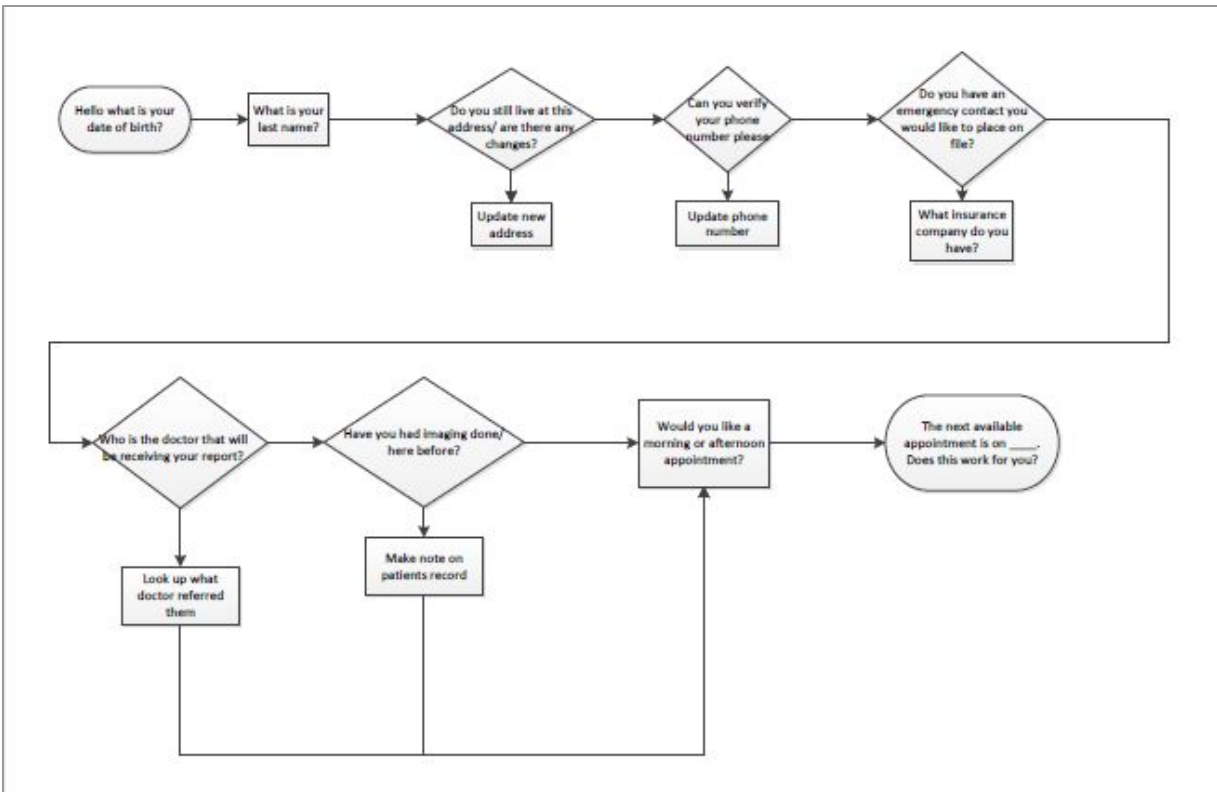 Hello what is your
date of birth?
What is your
last name?
Do you still live at this
address/ are there any
changes?
Can you verify
your phone
number please
Do you have an
emergency contact you
would like to place on
file?
Update new
address
Update phone
number
What insurance
company do you
have?
Who is the doctor that will
be receiving your report?
Have you had imaging done/
here before?
Would you like a
morning or afternoon
appointment?
The next available
appointment is on ____.
Does this work for you?
Look up what
doctor referred
them
Make note on
patients record